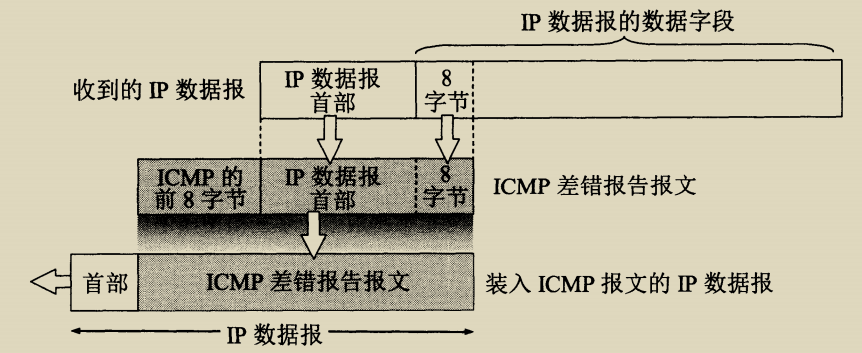 IP 数据报的数据字段
收到的 IP 数据报
IP 数据报
首部
8
字节
ICMP 的
前 8 字节
IP 数据报
首部
8
字节
ICMP 差错报告报文
首部
ICMP 差错报告报文
装入 ICMP 报文的 IP 数据报
IP 数据报